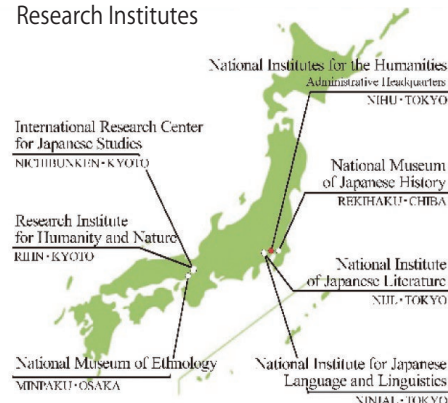 Research Institutes
National Institutes for the Humanities
Administrative Headquarters
NIHU・TOKYO
International Research Center
for Japanese Studies
NICHIBUNKEN・KYOTO
National Museum
of Japanese History
REKIHAKU・CHIBA
Research Institute
for Humanity and Nature
RIHN・KYOTO
National Institute
of Japanese Literature
NIJL・TOKYO
National Museum of Ethnology
MINPAKU・OSAKA
National Institute for Japanese
Language and Linguistics
NINJAL・TOKYO